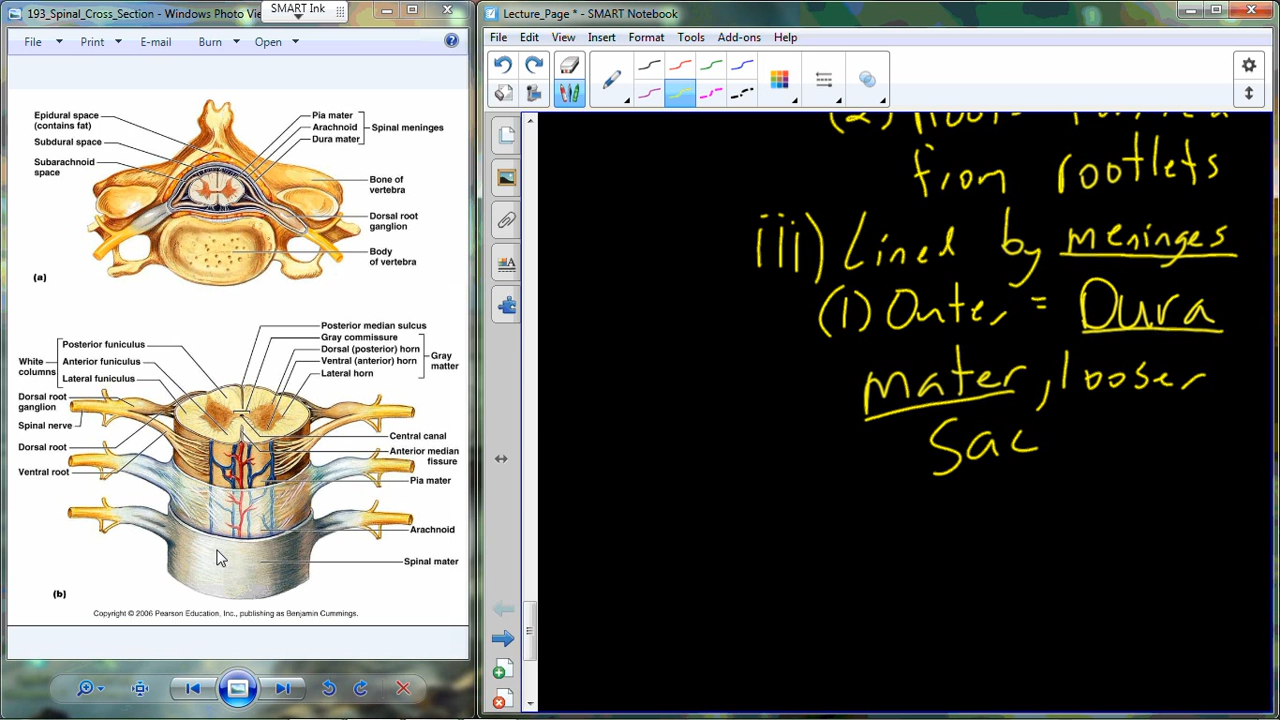 193_Spinal_Cross_Section - Windows Photo Vie
SMART Ink
File Print E-mail Burn Open
Epidural space
(contains fat)
Subdural space
Subarachnoid
space
Pia mater
Arachnoid
Dura mater
Spinal meninges
Bone of
vertebra
Dorsal root
ganglion
Body
of vertebra
(a)
Posterior median sulcus
Gray commissure
Dorsal (posterior) horn
Ventral (anterior) horn
Lateral horn
Gray
matter
White
columns
Posterior funiculus
Anterior funiculus
Lateral funiculus
Dorsal root
ganglion
Spinal nerve
Dorsal root
Ventral root
Central canal
Anterior median
fissure
Pia mater
Arachnoid
Spinal mater
(b)
Copyright © 2006 Pearson Education, Inc., publishing as Benjamin Cummings.
Lecture_Page * - SMART Notebook
File Edit View Insert Format Tools Add-ons Help
(2)
from rootlets
iii) Lined by meninges
(1) Outer = Dura
mater, looser
Sac